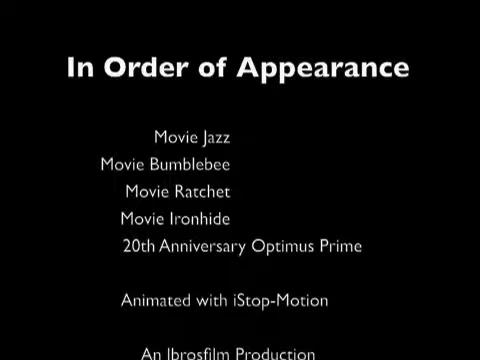 In Order of Appearance
Movie Jazz
Movie Bumblebee
Movie Ratchet
Movie Ironhide
20th Anniversary Optimus Prime
Animated with iStop-Motion
An Ibrosfilm Production